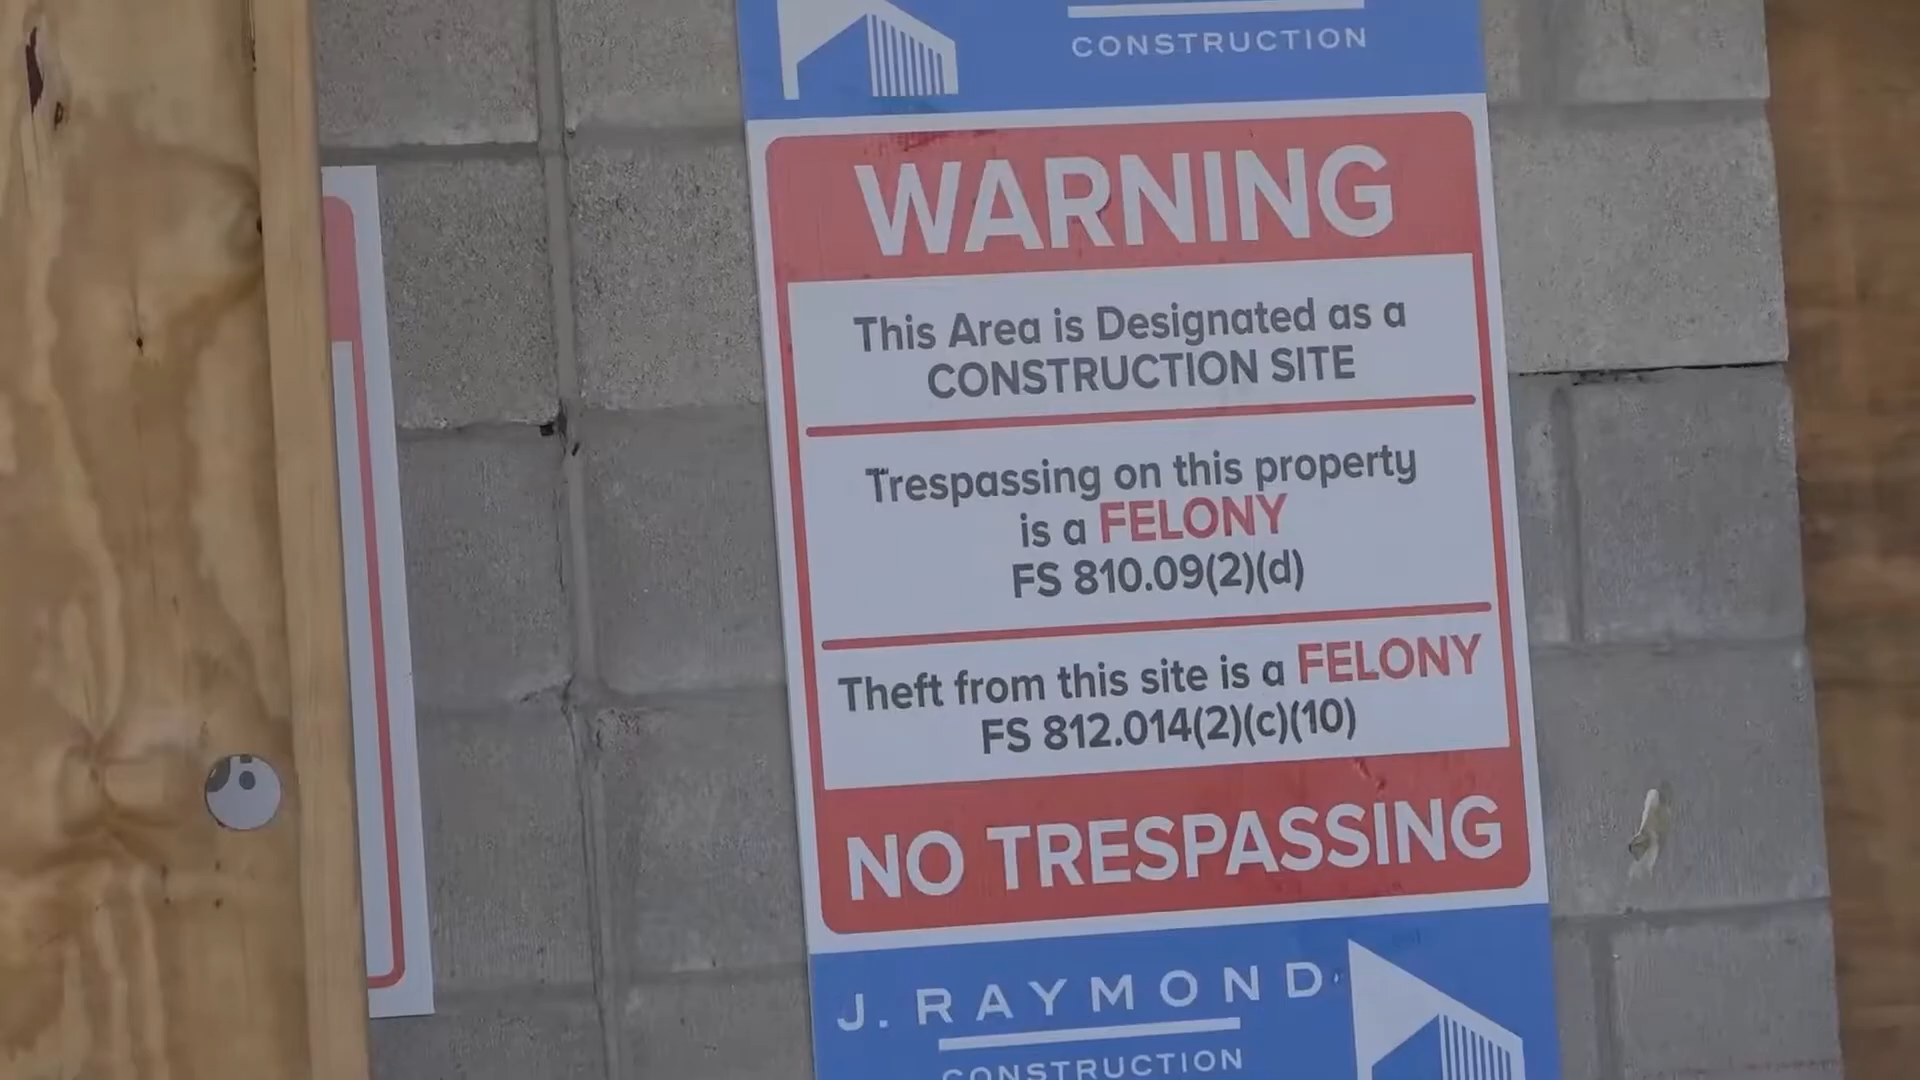 CONSTRUCTION
WARNING
This Area is Designated as a
CONSTRUCTION SITE
Trespassing on this property
is a FELONY
FS 810.09(2)(d)
Theft from this site is a FELONY
FS 812.014(2)(c)(10)
NO TRESPASSING
J. RAYMOND
CONSTRUCTION